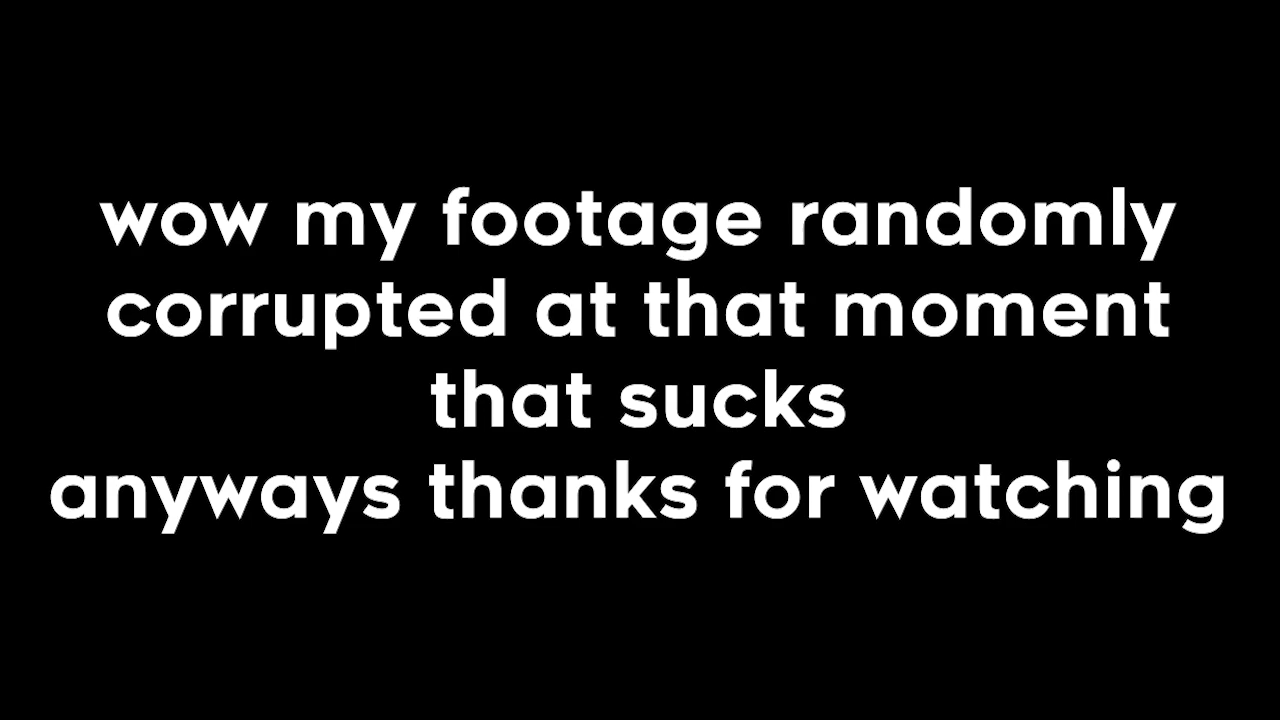 wow my footage randomly
corrupted at that moment
that sucks
anyways thanks for watching